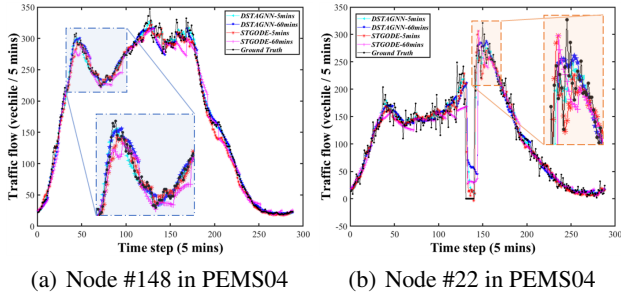 DSTAGNN-5mins
DSTAGNN-60mins
STGODE-5mins
STGODE-60mins
Ground Truth
Traffic flow (vechile / 5 mins)
350
300
250
200
150
100
50
0
0 50 100 150 200 250 300
Time step (5 mins)
(a) Node #148 in PEMS04
DSTAGNN-5mins
DSTAGNN-60mins
STGODE-5mins
STGODE-60mins
Ground Truth
Traffic flow (vechile / 5 mins)
350
300
250
200
150
100
50
0
-50
0 50 100 150 200 250 300
Time step (5 mins)
(b) Node #22 in PEMS04